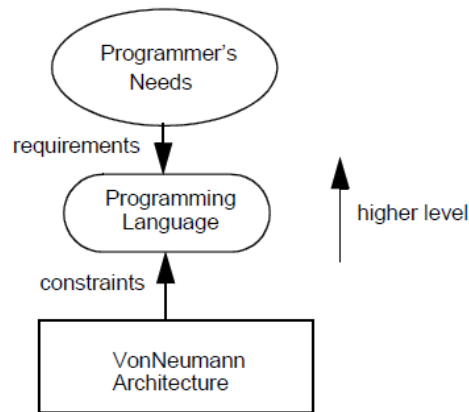 Programmer's
Needs
requirements
Programming
Language
higher level
constraints
VonNeumann
Architecture